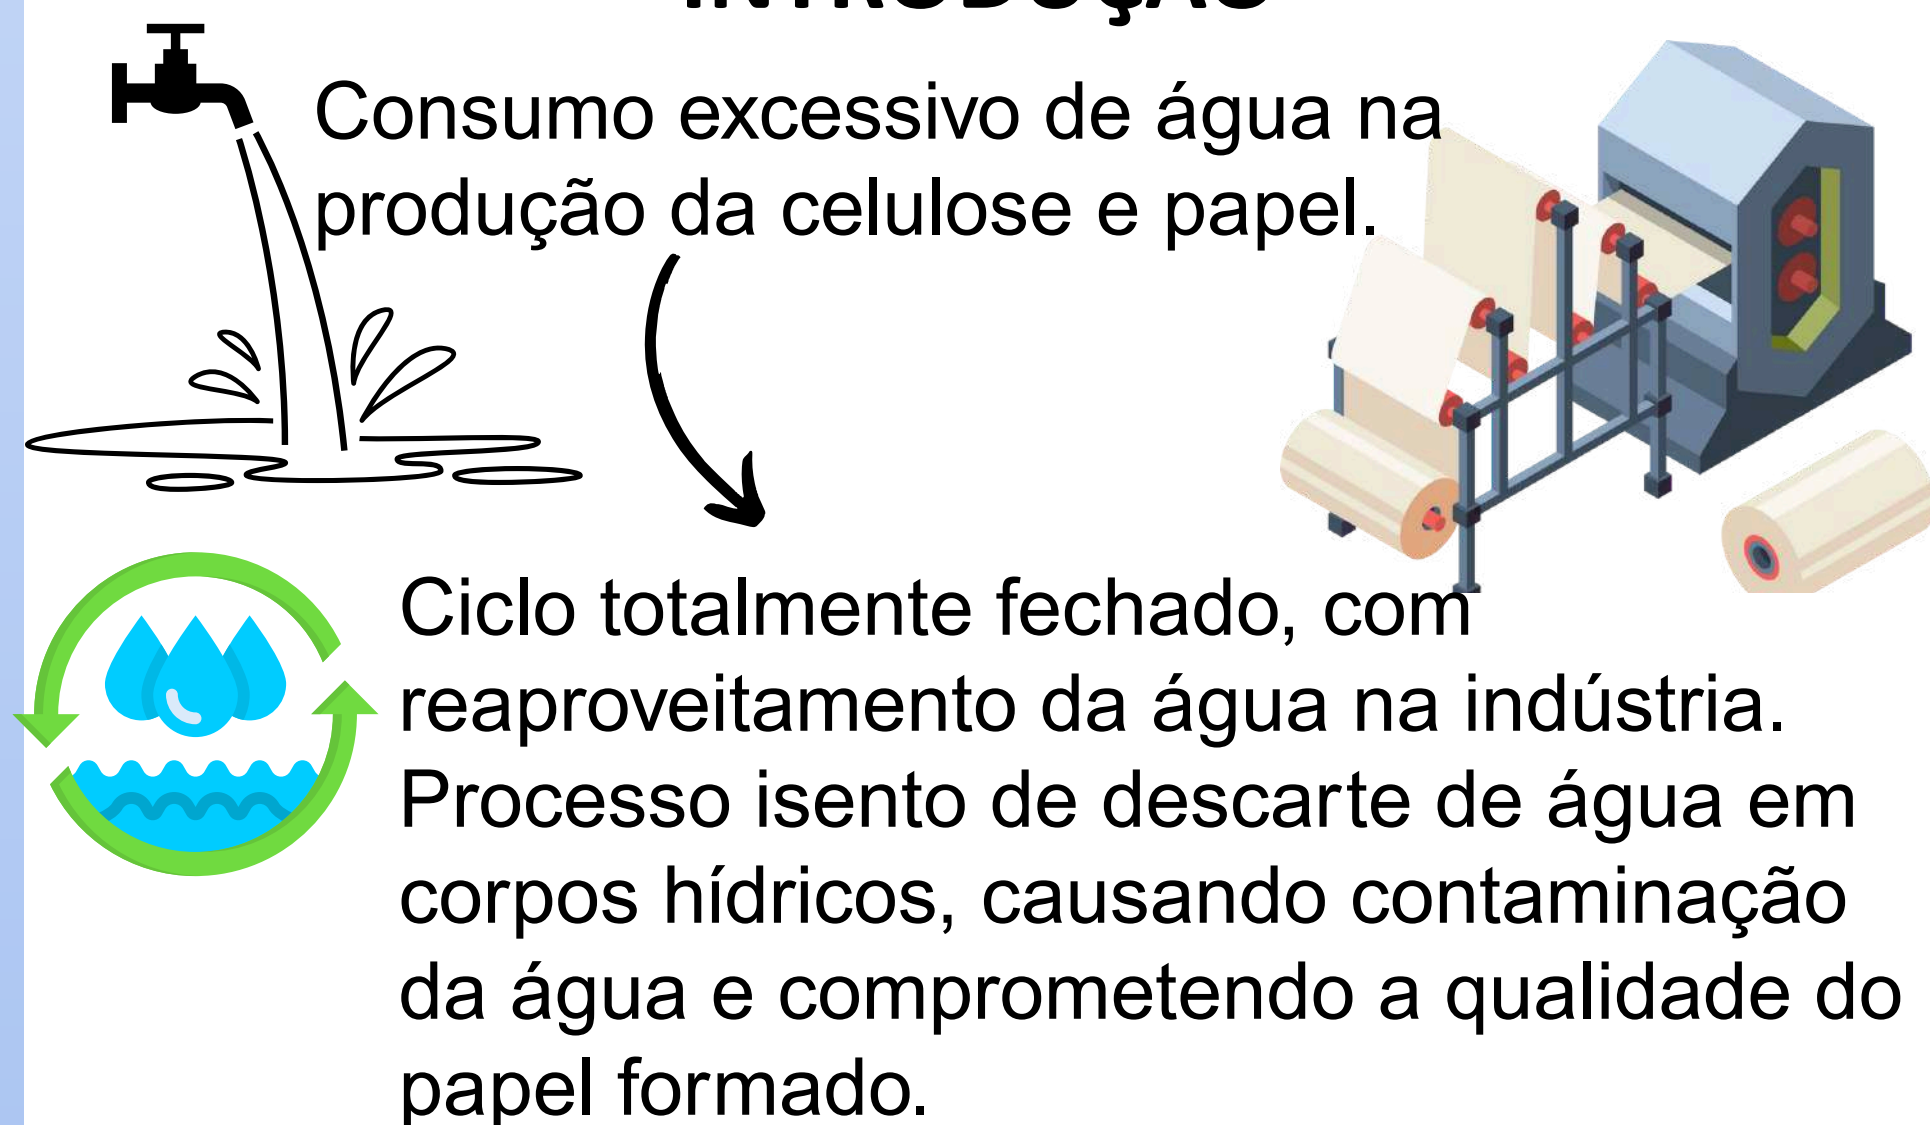 INTRODUÇÃO
Consumo excessivo de água na
produção da celulose e papel.
Ciclo totalmente fechado, com
reaproveitamento da água na indústria.
Processo isento de descarte de água em
corpos hídricos, causando contaminação
da água e comprometendo a qualidade do
papel formado.